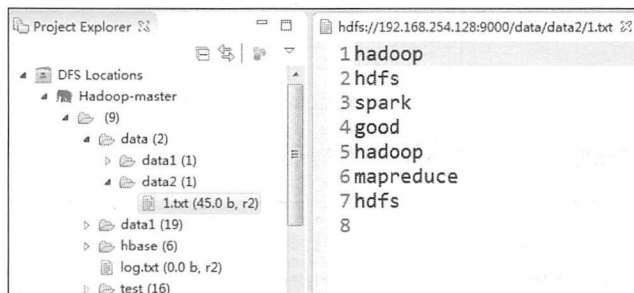 Project Explorer
DFS Locations
Hadoop-master
(9)
data (2)
data1 (1)
data2 (1)
1.txt (45.0 b, r2)
data1 (19)
hbase (6)
log.txt (0.0 b, r2)
test (16)
hdfs://192.168.254.128:9000/data/data2/1.txt
1 hadoop
2 hdfs
3 spark
4 good
5 hadoop
6 mapreduce
7 hdfs
8